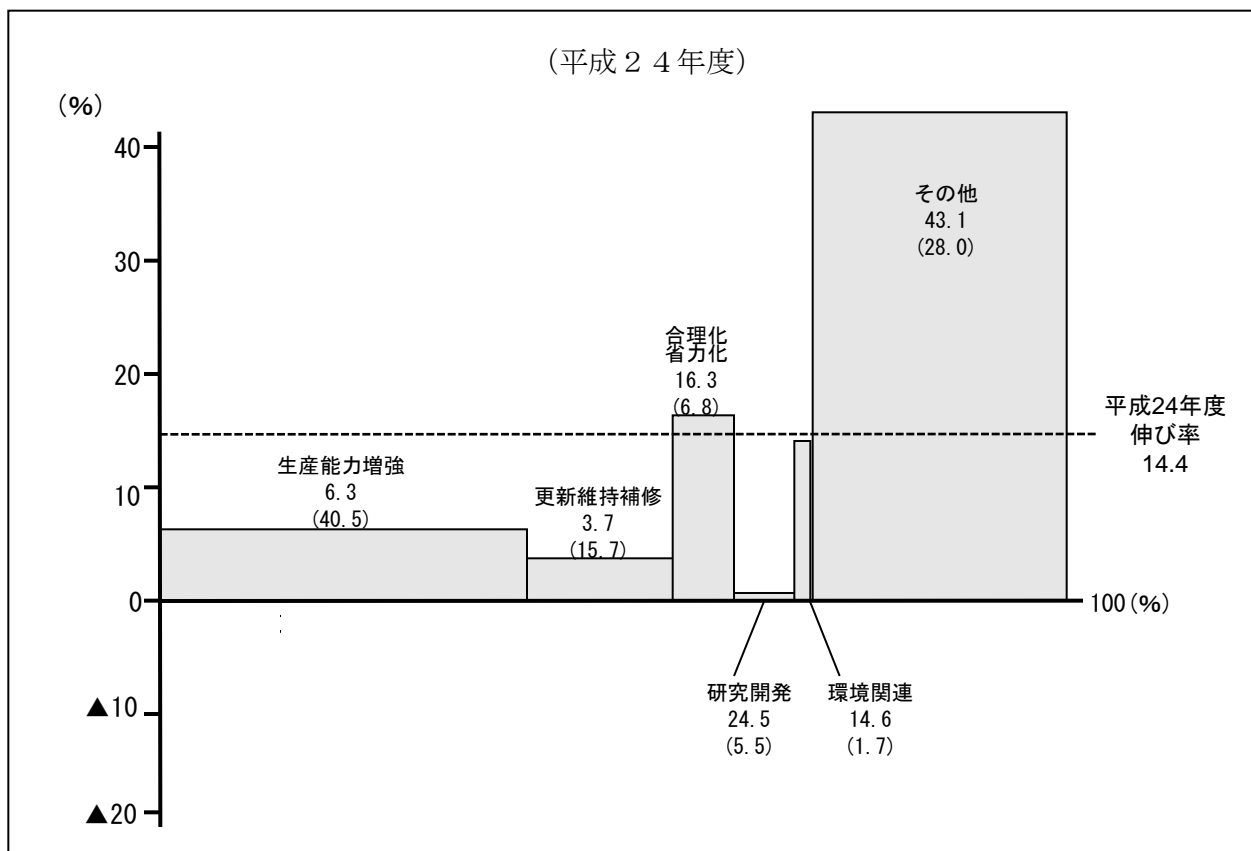 （平成２４年度）
（%）
40
30
20
10
0
▲10
▲20
その他
43.1
(28.0)
合理化
省力化
16.3
(6.8)
平成24年度
伸び率
14.4
生産能力増強
6.3
(40.5)
更新維持補修
3.7
(15.7)
100(%)
研究開発
24.5
(5.5)
環境関連
14.6
(1.7)